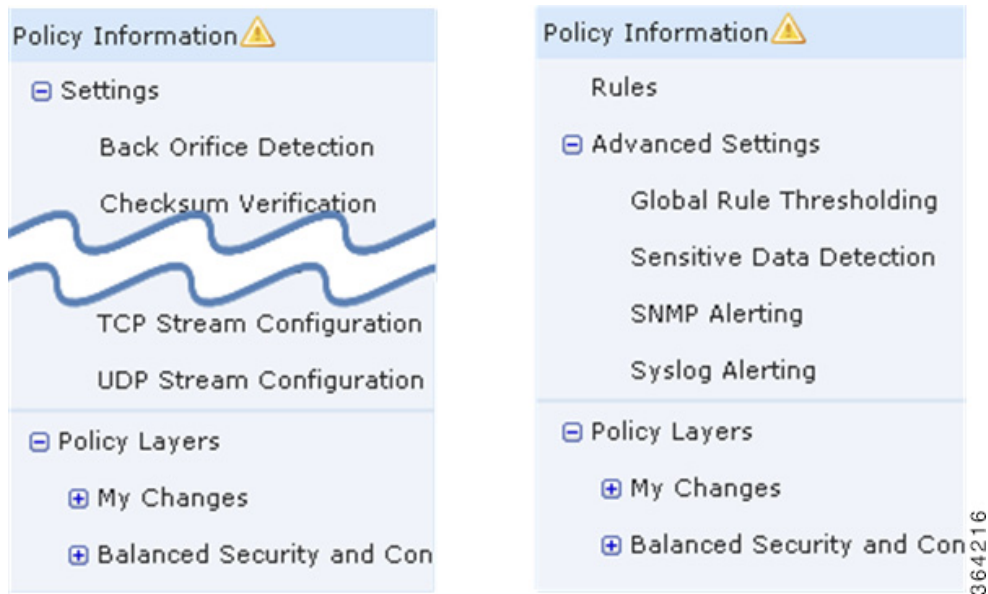 Policy Information
Settings
Back Orifice Detection
Checksum Verification
TCP Stream Configuration
UDP Stream Configuration
Policy Layers
My Changes
Balanced Security and Con
Policy Information
Rules
Advanced Settings
Global Rule Thresholding
Sensitive Data Detection
SNMP Alerting
Syslog Alerting
Policy Layers
My Changes
Balanced Security and Con
364216